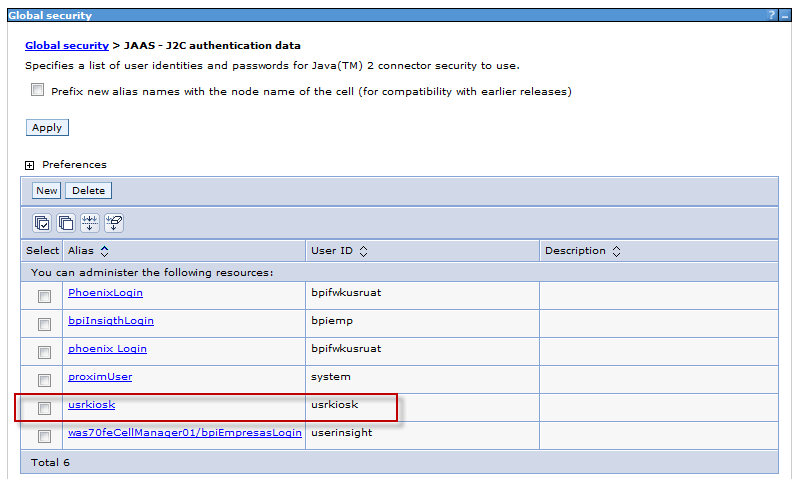 Global security ? _
Global security > JAAS - J2C authentication data
Specifies a list of user identities and passwords for Java(TM) 2 connector security to use.
Prefix new alias names with the node name of the cell (for compatibility with earlier releases)
Apply
Preferences
New Delete
Select Alias User ID Description
You can administer the following resources:
PhoenixLogin bpifwkusruat
bpiInsigthLogin bpiemp
phoenix Login bpifwkusruat
proximUser system
usrkiosk usrkiosk
was70feCellManager01/bpiEmpresasLogin userinsight
Total 6